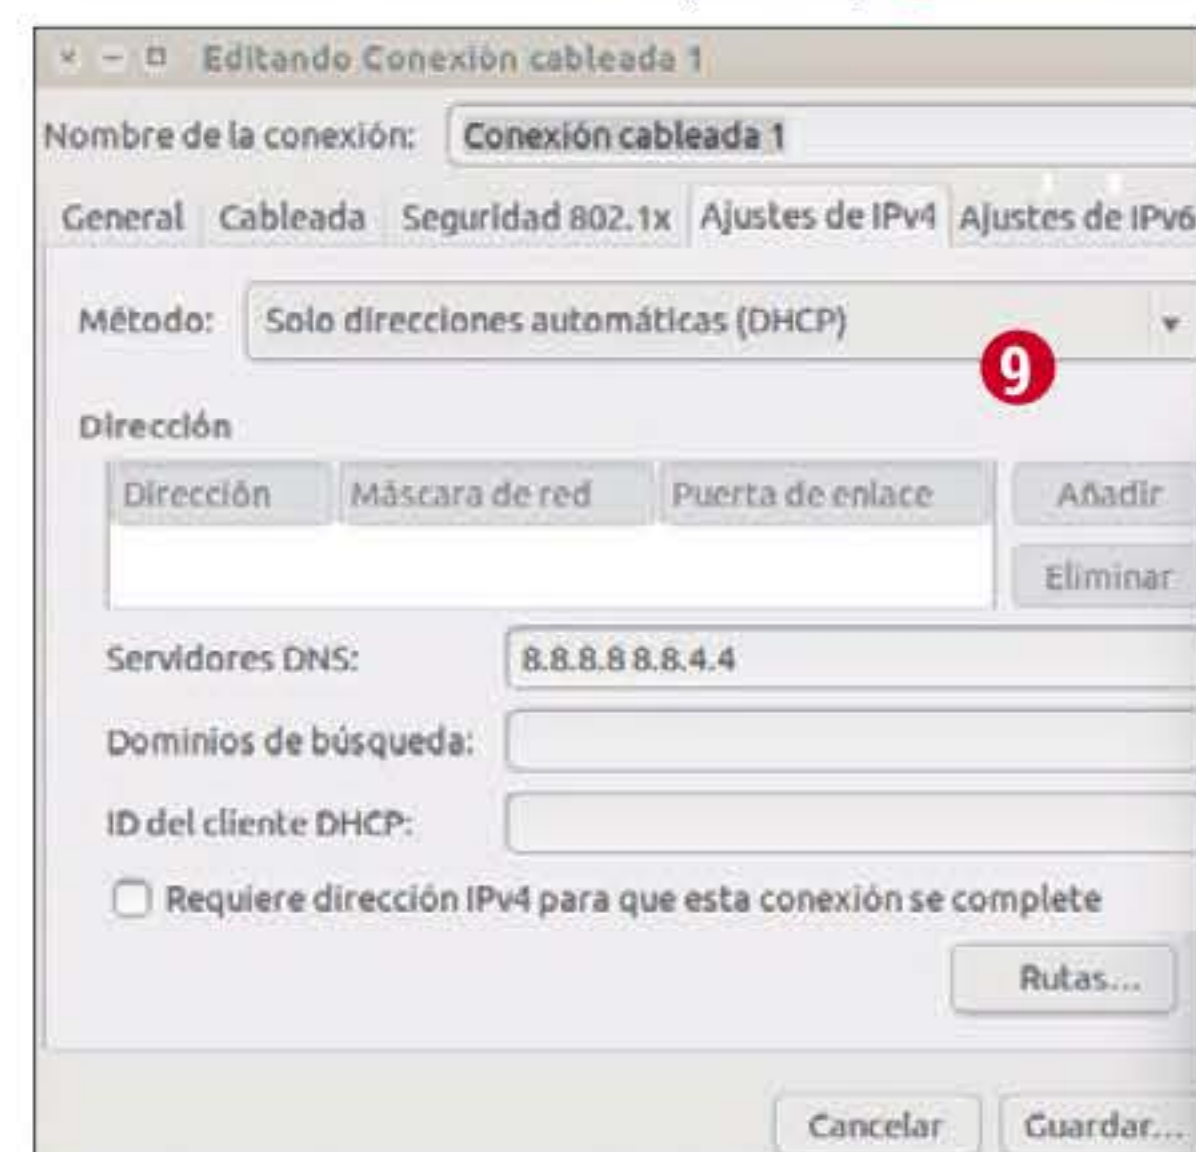 Editando Conexión cableada 1
Nombre de la conexión: Conexión cableada 1
General Cableada Seguridad 802.1x Ajustes de IPv4 Ajustes de IPv6
Método: Solo direcciones automáticas (DHCP)
9
Dirección
Dirección Máscara de red Puerta de enlace Añadir
Eliminar
Servidores DNS: 8.8.8.8 8.8.4.4
Dominios de búsqueda:
ID del cliente DHCP:
Requiere dirección IPv4 para que esta conexión se complete
Rutas...
Cancelar Guardar...